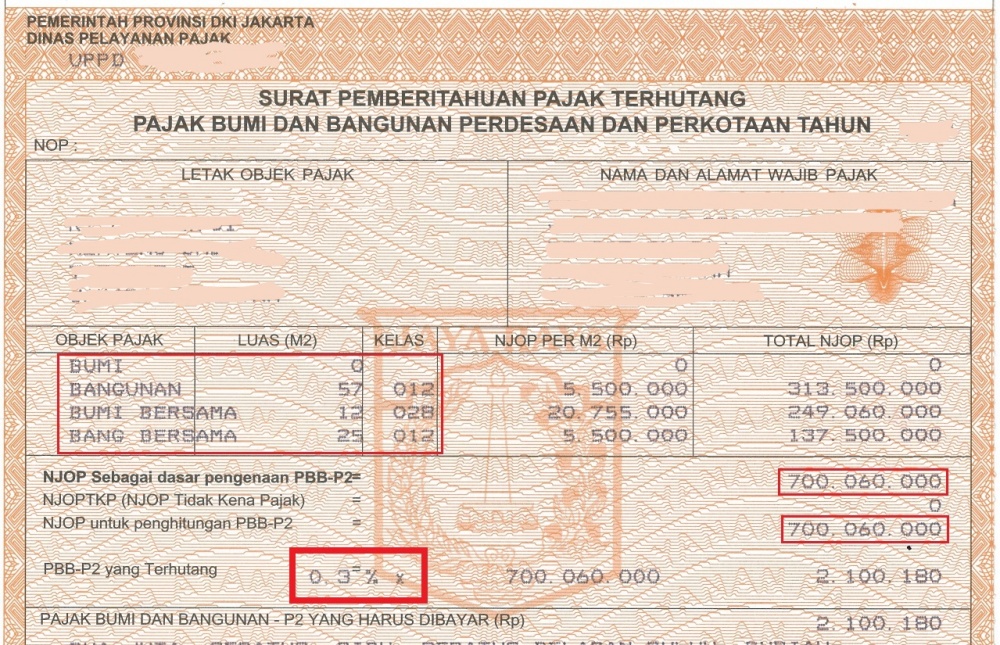 PEMERINTAH PROVINSI DKI JAKARTA
DINAS PELAYANAN PAJAK
UPPD
SURAT PEMBERITAHUAN PAJAK TERHUTANG
PAJAK BUMI DAN BANGUNAN PERDESAAN DAN PERKOTAAN TAHUN
NOP :
LETAK OBJEK PAJAK NAMA DAN ALAMAT WAJIB PAJAK
OBJEK PAJAK LUAS (M2) KELAS NJOP PER M2 (Rp) TOTAL NJOP (Rp)
BUMI 0 0 0
BANGUNAN 57 012 5.500.000 313.500.000
BUMI BERSAMA 12 028 20.755.000 249.060.000
BANG BERSAMA 25 012 5.500.000 137.500.000
NJOP Sebagai dasar pengenaan PBB-P2= 700.060.000
NJOPTKP (NJOP Tidak Kena Pajak) = 0
NJOP untuk penghitungan PBB-P2 = 700.060.000
PBB-P2 yang Terhutang = 0.3 % x 700.060.000 2.100.180
PAJAK BUMI DAN BANGUNAN - P2 YANG HARUS DIBAYAR (Rp) 2.100.180